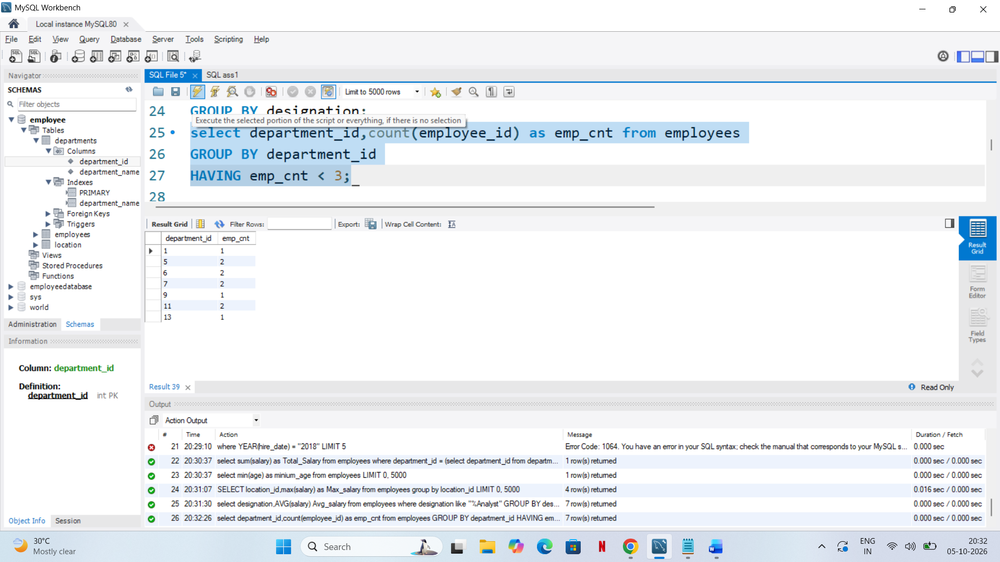 MySQL Workbench
Local instance MySQL80
File Edit View Query Database Server Tools Scripting Help
Navigator
SCHEMAS
Filter objects
employee
Tables
departments
Columns
department_id
department_name
Indexes
PRIMARY
department_name
Foreign Keys
Triggers
employees
location
Views
Stored Procedures
Functions
employeedatabase
sys
world
Administration Schemas
Information
Column: department_id
Definition:
department_id int PK
Object Info Session
SQL File 5* SQL ass1
Limit to 5000 rows
24 GROUP BY designation;
Execute the selected portion of the script or everything, if there is no selection
25 select department_id,count(employee_id) as emp_cnt from employees
26 GROUP BY department_id
27 HAVING emp_cnt < 3;
28
Result Grid Filter Rows: Export: Wrap Cell Content:
department_id emp_cnt
1 1
5 2
6 2
7 2
9 1
11 2
13 1
Result Grid
Form Editor
Field Types
Result 39 Read Only
Output
Action Output
# Time Action Message Duration / Fetch
21 20:29:10 where YEAR(hire_date) = "2018" LIMIT 5 Error Code: 1064. You have an error in your SQL syntax; check the manual that corresponds to your MySQL s... 0.000 sec
22 20:30:37 select sum(salary) as Total_Salary from employees where department_id = (select department_id from departm... 1 row(s) returned 0.000 sec / 0.000 sec
23 20:30:37 select min(age) as minium_age from employees LIMIT 0, 5000 1 row(s) returned 0.000 sec / 0.000 sec
24 20:31:07 SELECT location_id,max(salary) as Max_salary from employees group by location_id LIMIT 0, 5000 4 row(s) returned 0.016 sec / 0.000 sec
25 20:31:30 select designation,AVG(salary) Avg_salary from employees where designation like "%Analyst" GROUP BY des... 7 row(s) returned 0.000 sec / 0.000 sec
26 20:32:26 select department_id,count(employee_id) as emp_cnt from employees GROUP BY department_id HAVING em... 7 row(s) returned 0.000 sec / 0.000 sec
30°C
Mostly clear
Search
ENG
IN
20:32
05-10-2026